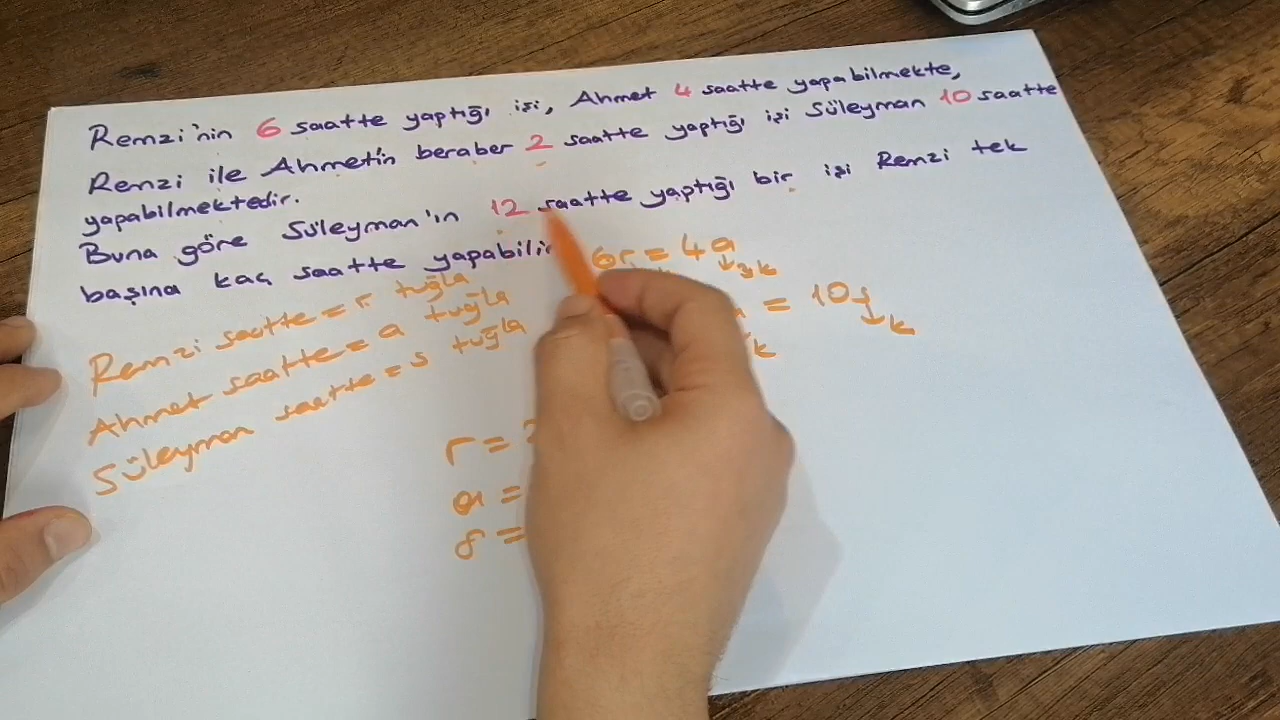 Remzi'nin 6 saatte yaptığı işi, Ahmet 4 saatte yapabilmekte,
Remzi ile Ahmetin beraber 2 saatte yaptığı işi Süleyman 10 saatte
yapabilmektedir.
Buna göre Süleyman'ın 12 saatte yaptığı bir işi Remzi tek
başına kaç saatte yapabilir
6r = 4a
3k
Remzi saatte = r tuğla
= 10s
k
k
Ahmet saatte = a tuğla
Süleyman saatte = s tuğla
r =
a =